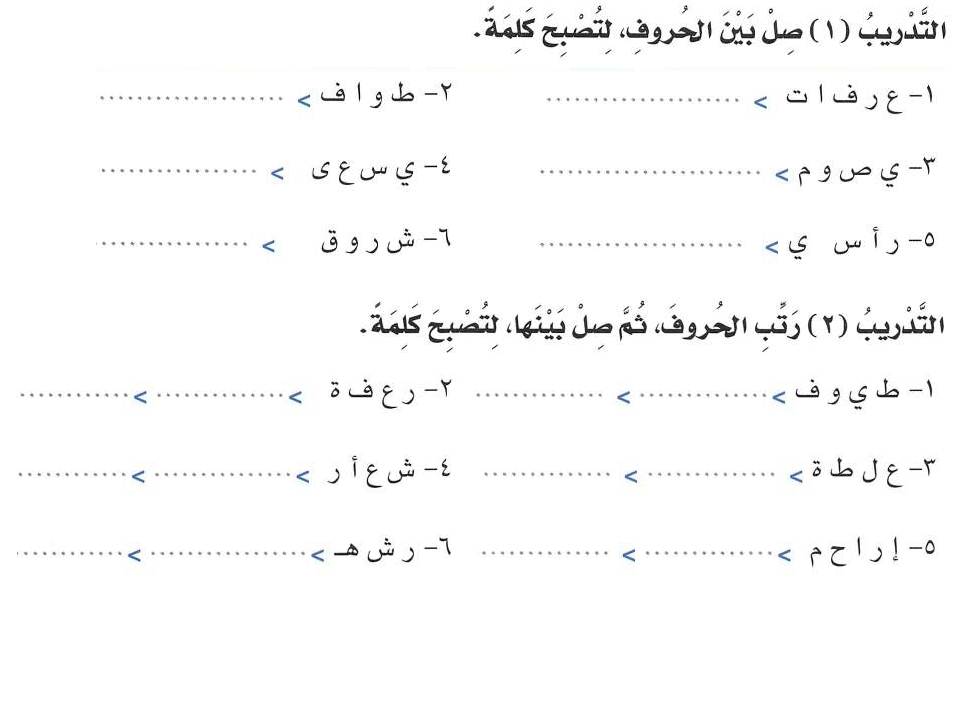 التَّدْرِيبُ (١) صِلْ بَيْنَ الحُروفِ، لِتُصْبِحَ كَلِمَةً.
١- ع ر ف ا ت > ..................... ٢- ط و ا ف > ....................
٣- ي ص و م > ........................ ٤- ي س ع ى > .................
٥- ر أ س ي > ...................... ٦- ش ر و ق > ................
التَّدْرِيبُ (٢) رَتِّبِ الحُروفَ، ثُمَّ صِلْ بَيْنَها، لِتُصْبِحَ كَلِمَةً.
١- ط ي و ف > .............. > .............. ٢- ر ع ف ة > .............. > ............
٣- ع ل ط ة > .............. > .............. ٤- ش ع أ ر > ............... > ............
٥- إ ر ا ح م > .............. > .............. ٦- ر ش هـ > ................. > ............